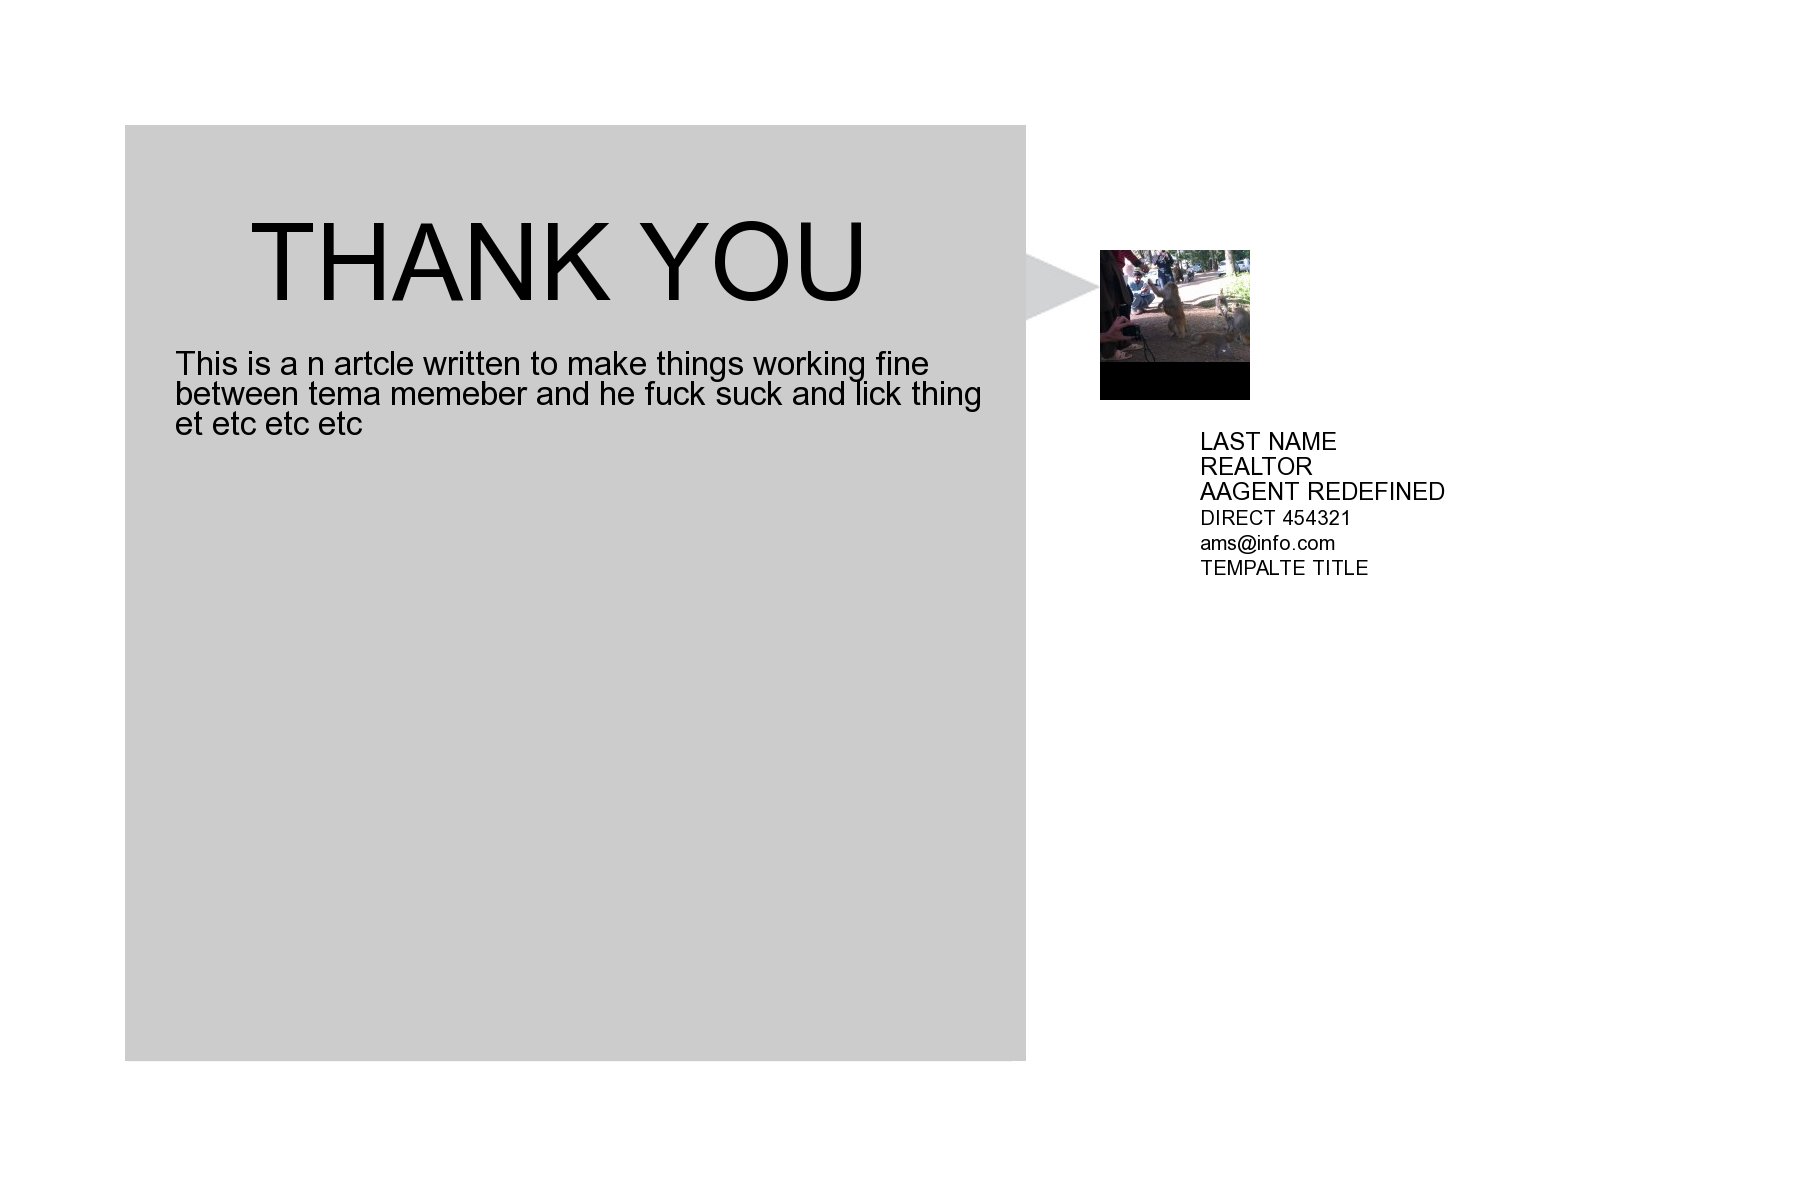 THANK YOU
This is a n artcle written to make things working fine
between tema memeber and he fuck suck and lick thing
et etc etc etc
LAST NAME
REALTOR
AAGENT REDEFINED
DIRECT 454321
ams@info.com
TEMPALTE TITLE